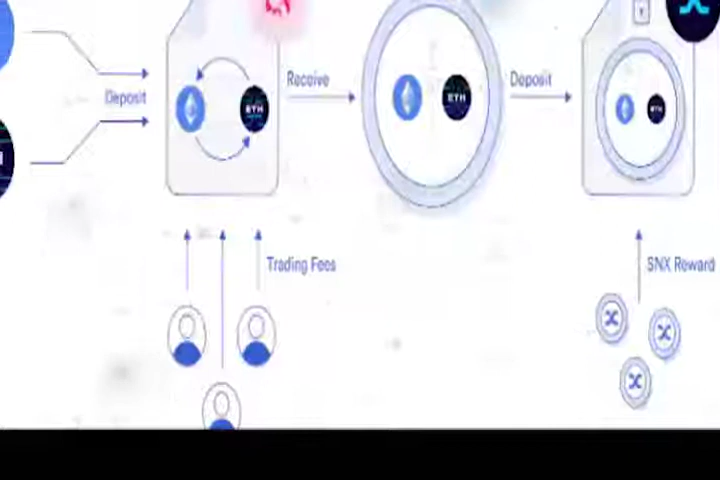 Receive
Deposit
Deposit
ETH
ETH
ETH
Trading Fees
SNX Reward